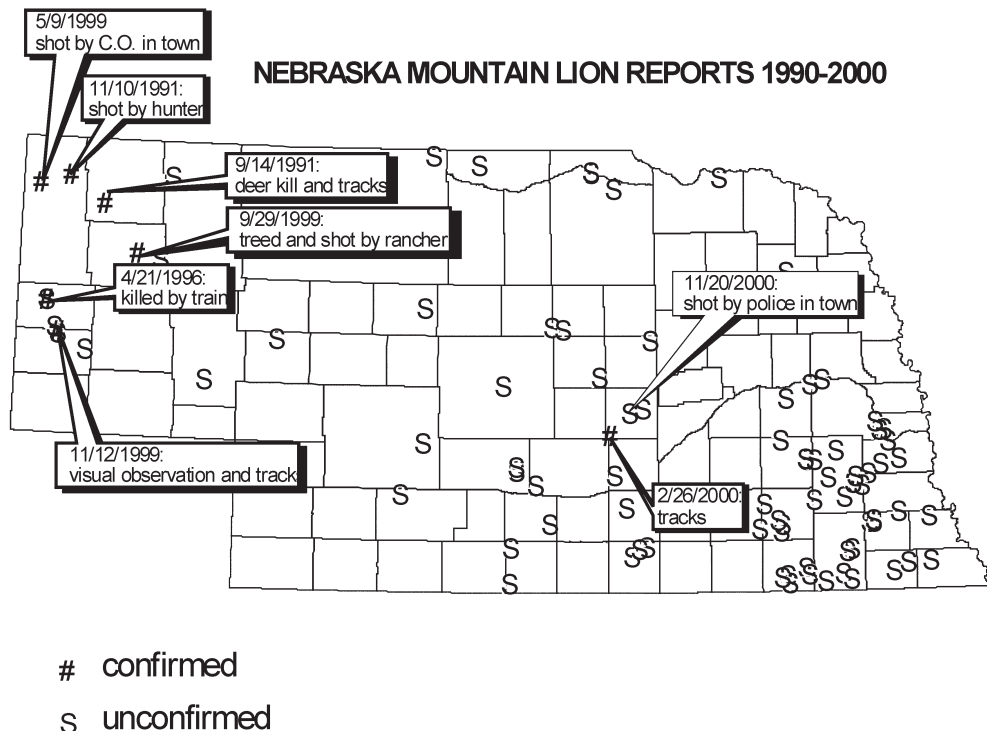 5/9/1999
shot by C.O. in town
NEBRASKA MOUNTAIN LION REPORTS 1990-2000
11/10/1991:
shot by hunter
9/14/1991:
deer kill and tracks
9/29/1999:
treed and shot by rancher
4/21/1996:
killed by train
11/20/2000:
shot by police in town
11/12/1999:
visual observation and track
2/26/2000:
tracks
# confirmed
S unconfirmed